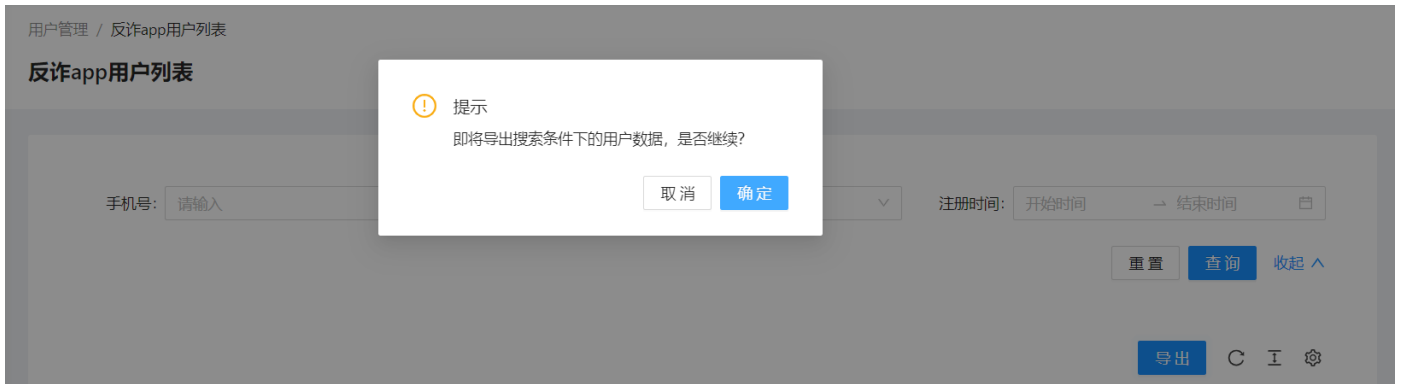 用户管理 / 反诈app用户列表
反诈app用户列表
提示
即将导出搜索条件下的用户数据，是否继续？
取消 确定
手机号： 请输入 注册时间： 开始时间 → 结束时间
重置 查询 收起
导出